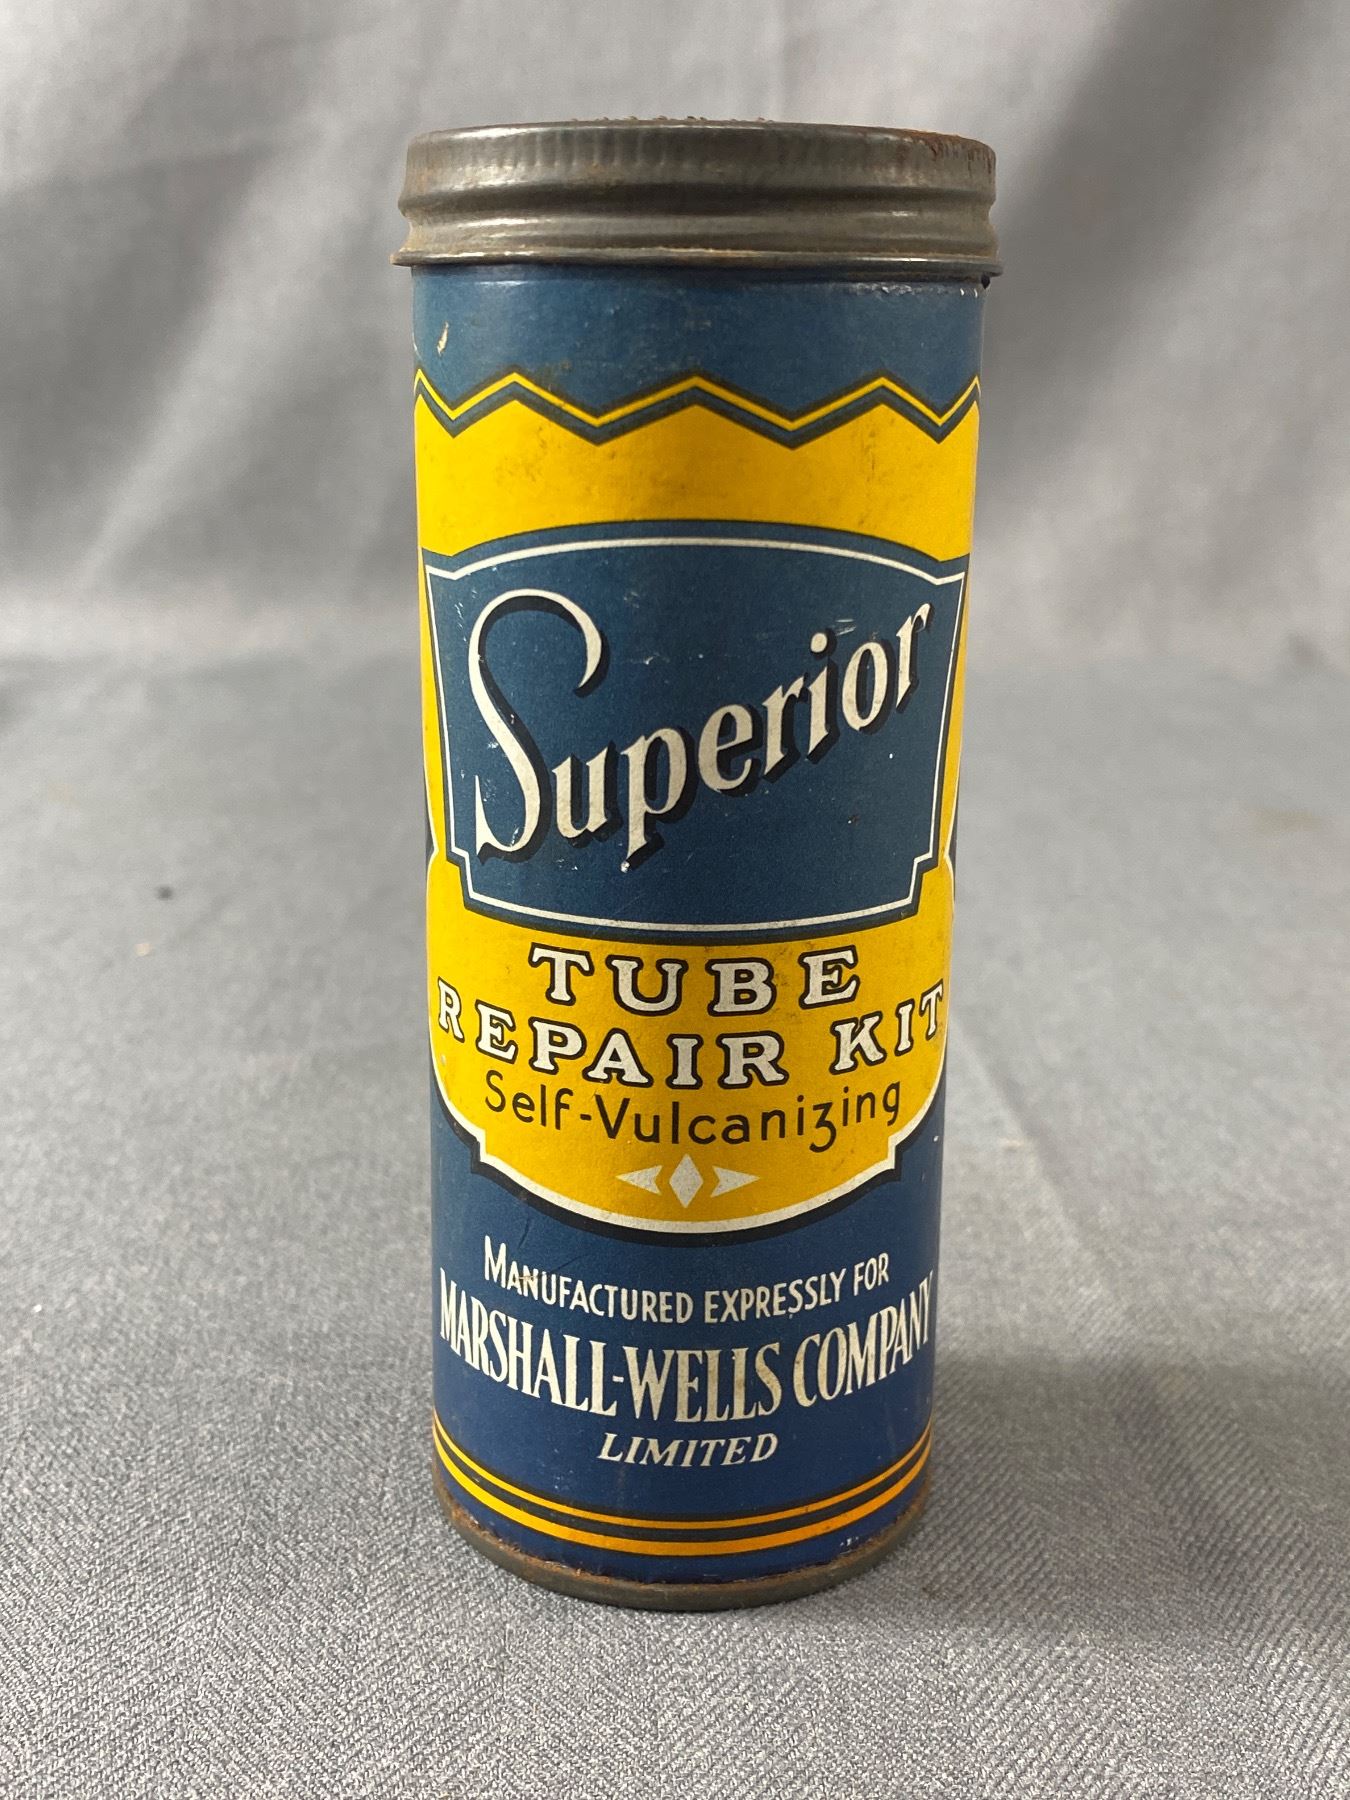 Superior
TUBE
REPAIR KIT
Self-Vulcanizing
MANUFACTURED EXPRESSLY FOR
MARSHALL-WELLS COMPANY
LIMITED